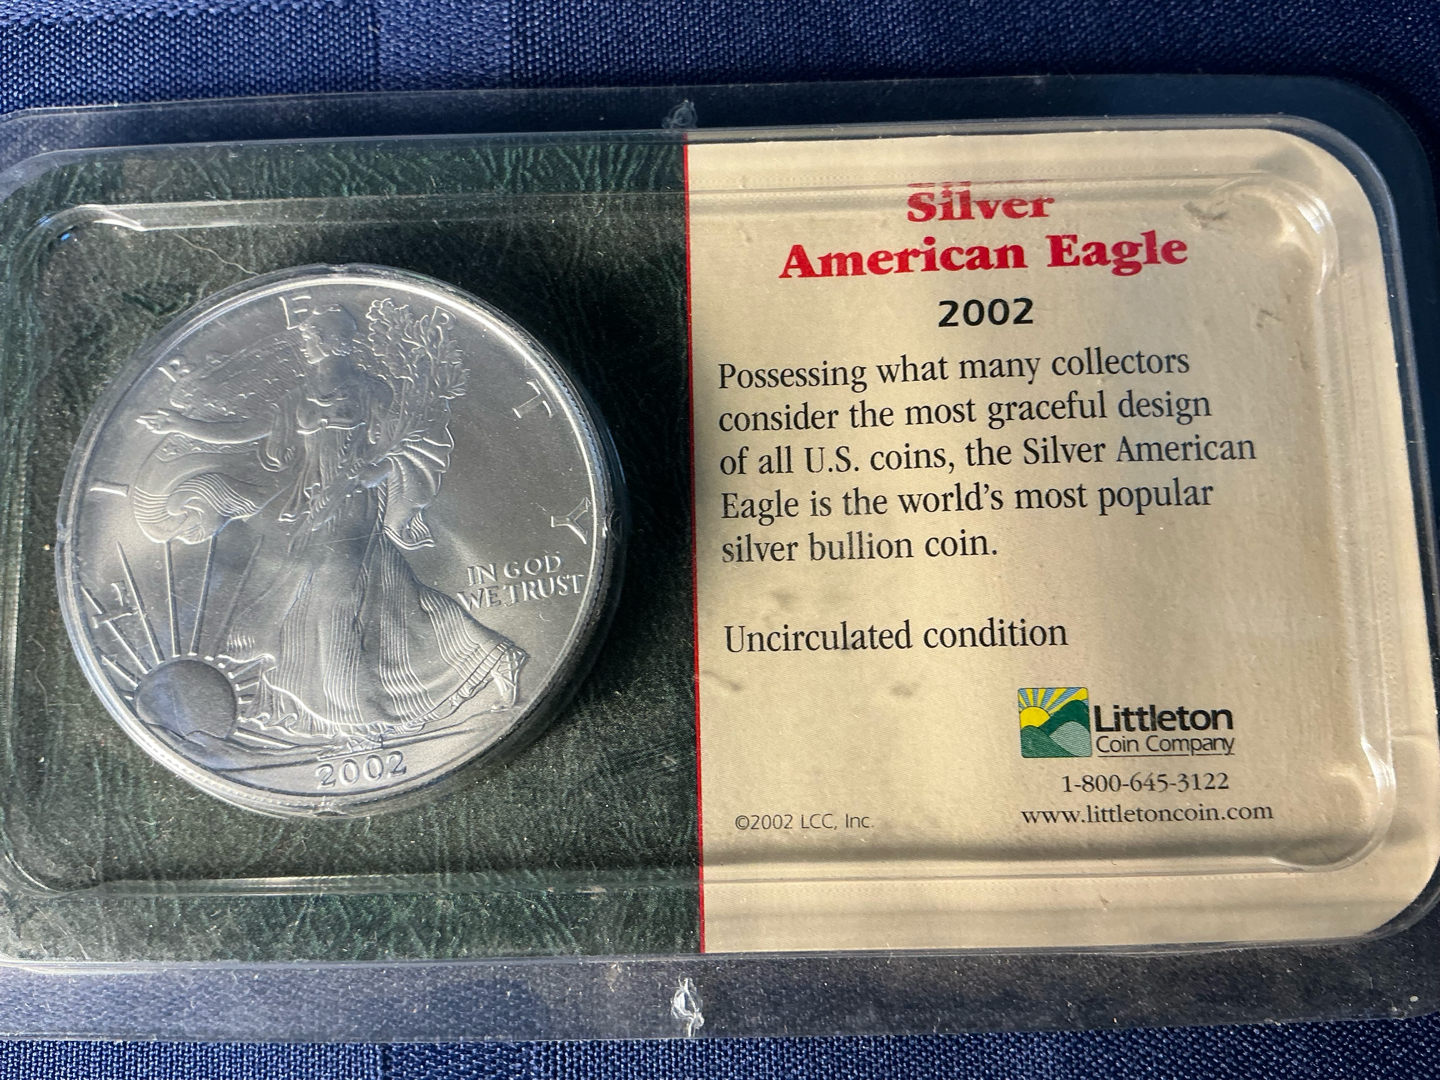 LIBERTY
IN GOD
WE TRUST
2002
Silver
American Eagle
2002
Possessing what many collectors
consider the most graceful design
of all U.S. coins, the Silver American
Eagle is the world's most popular
silver bullion coin.
Uncirculated condition
Littleton
Coin Company
1-800-645-3122
www.littletoncoin.com
©2002 LCC, Inc.